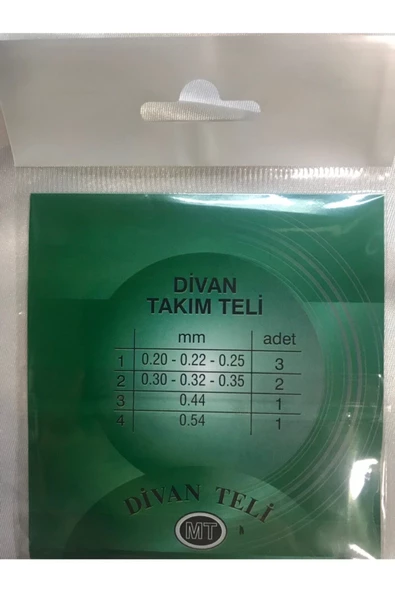 DİVAN
TAKIM TELİ
mm adet
1 0.20 - 0.22 - 0.25 3
2 0.30 - 0.32 - 0.35 2
3 0.44 1
4 0.54 1
DİVAN TELİ
MT